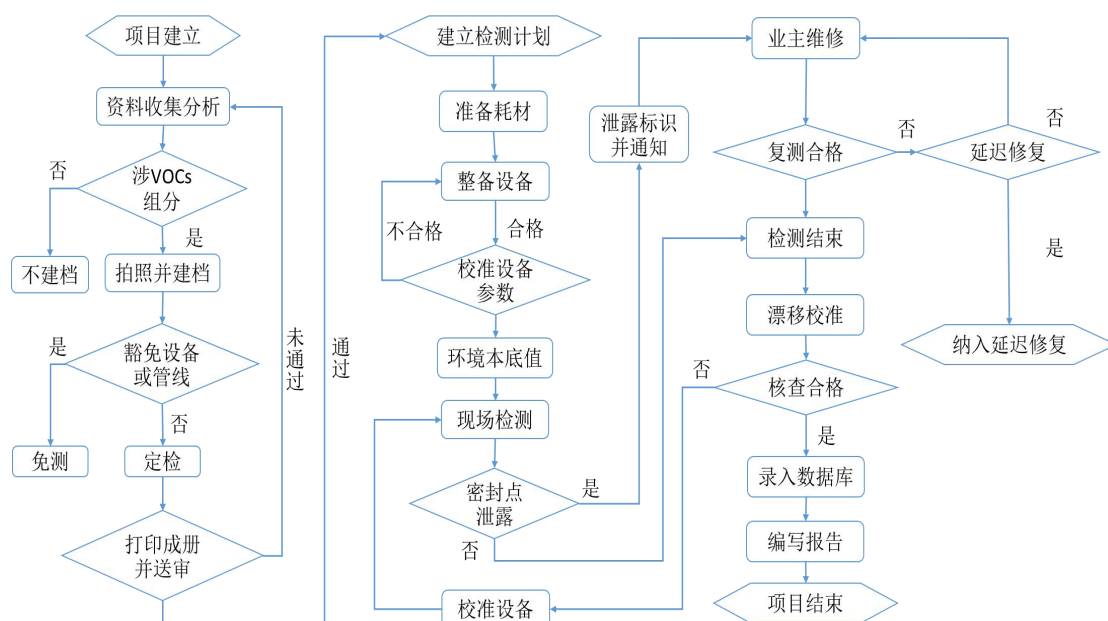 项目建立
资料收集分析
涉VOCs
组分
否
是
不建档
拍照并建档
是
豁免设备
或管线
否
免测
定检
打印成册
并送审
未通过
通过
建立检测计划
准备耗材
整备设备
不合格
合格
校准设备
参数
环境本底值
现场检测
密封点
泄露
是
否
校准设备
泄露标识
并通知
业主维修
复测合格
否
延迟修复
否
是
纳入延迟修复
检测结束
漂移校准
核查合格
否
是
录入数据库
编写报告
项目结束